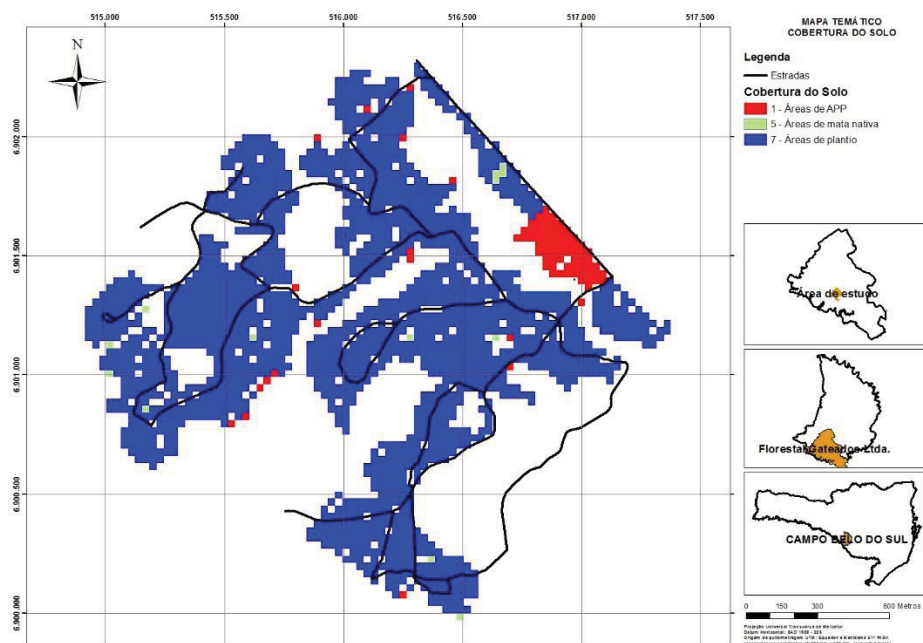 515.000 515.500 516.000 516.500 517.000 517.500
N
6.902.000
6.901.500
6.901.000
6.900.500
6.900.000
MAPA TEMÁTICO
COBERTURA DO SOLO
Legenda
Estradas
Cobertura do Solo
1 - Áreas de APP
5 - Áreas de mata nativa
7 - Áreas de plantio
Área de estudo
Florestal Gateados Ltda.
CAMPO BELO DO SUL
0 150 300 600 Metros
Projeção Universal Transversa de Mercator